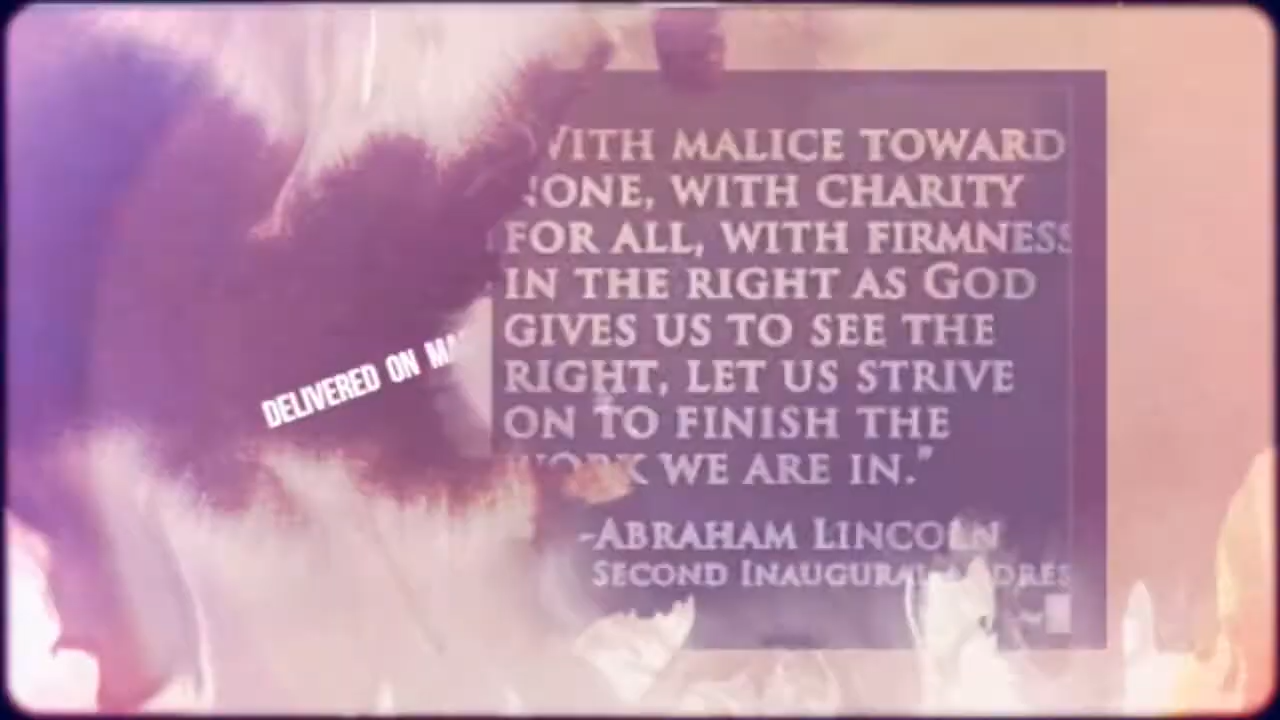 WITH MALICE TOWARD
NONE, WITH CHARITY
FOR ALL, WITH FIRMNESS
IN THE RIGHT AS GOD
GIVES US TO SEE THE
RIGHT, LET US STRIVE
ON TO FINISH THE
WORK WE ARE IN."
-ABRAHAM LINCOLN
SECOND INAUGURAL ADDRES
DELIVERED ON